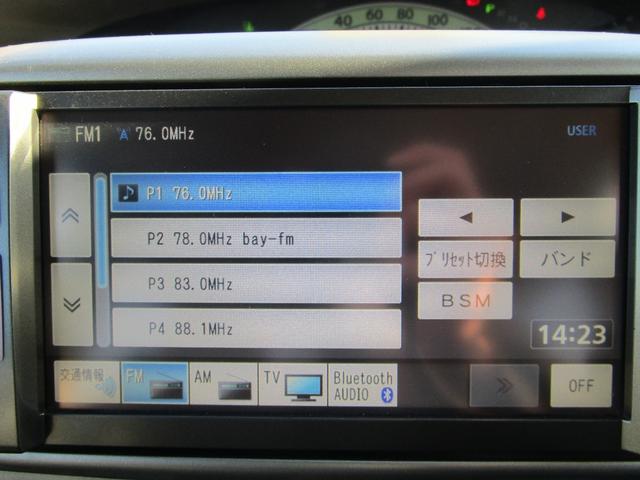 40 60 80 100
FM1 76.0MHz
USER
P1 76.0MHz
P2 78.0MHz bay-fm
P3 83.0MHz
P4 88.1MHz
プリセット切換 バンド
BSM
14:23
交通情報 FM AM TV Bluetooth AUDIO
OFF